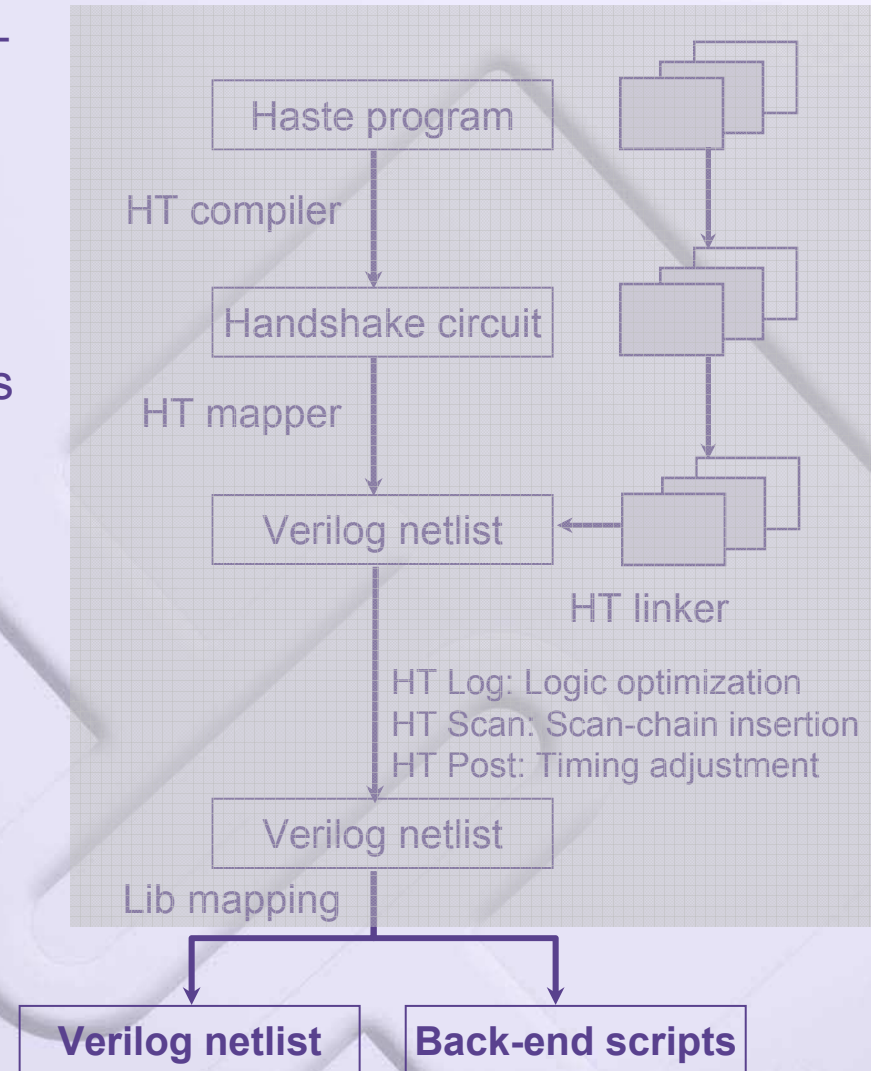 Haste program
HT compiler
Handshake circuit
s
HT mapper
Verilog netlist
HT linker
HT Log: Logic optimization
HT Scan: Scan-chain insertion
HT Post: Timing adjustment
Verilog netlist
Lib mapping
Verilog netlist
Back-end scripts